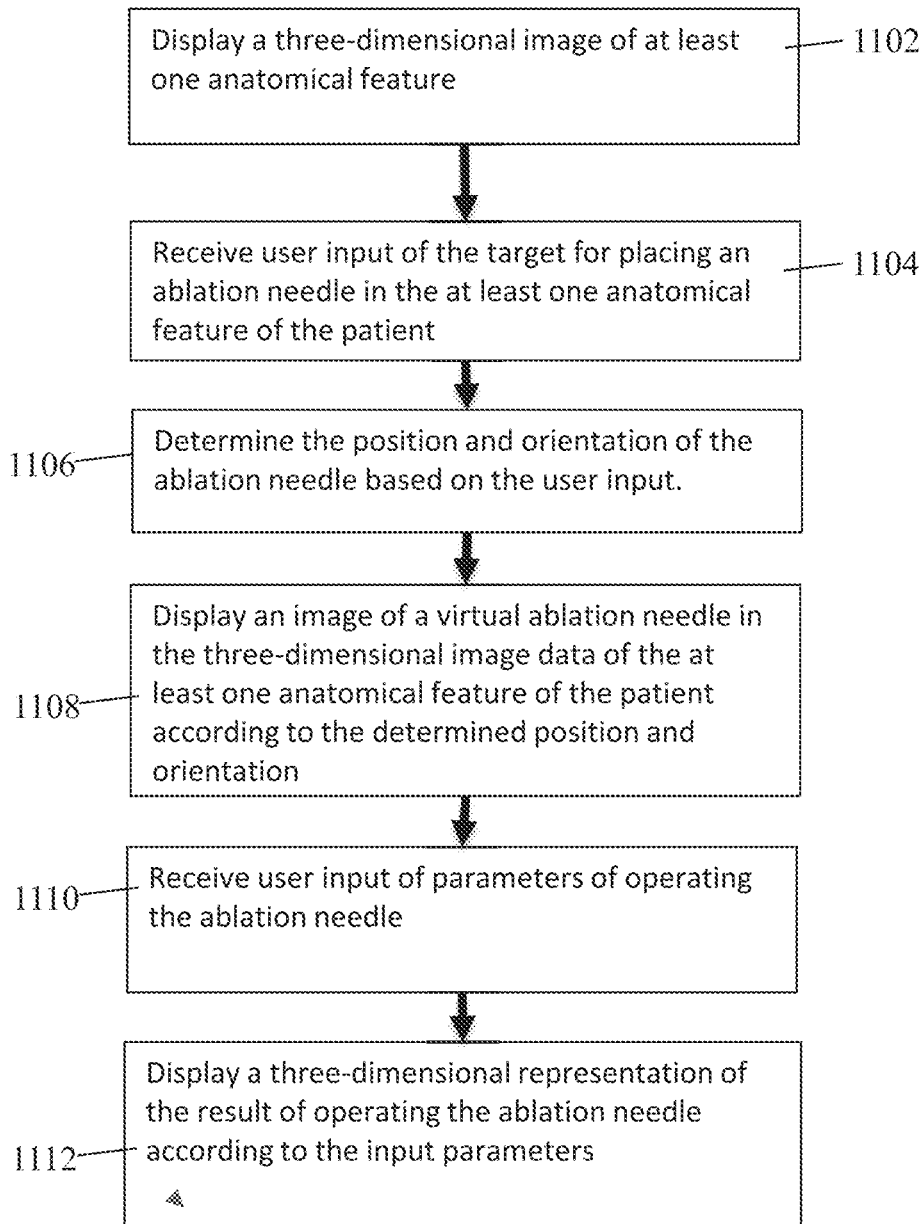 Display a three-dimensional image of at least
one anatomical feature
1102
Receive user input of the target for placing an
ablation needle in the at least one anatomical
feature of the patient
1104
1106
Determine the position and orientation of the
ablation needle based on the user input.
Display an image of a virtual ablation needle in
the three-dimensional image data of the at
least one anatomical feature of the patient
according to the determined position and
orientation
1108
1110
Receive user input of parameters of operating
the ablation needle
Display a three-dimensional representation of
the result of operating the ablation needle
according to the input parameters
1112